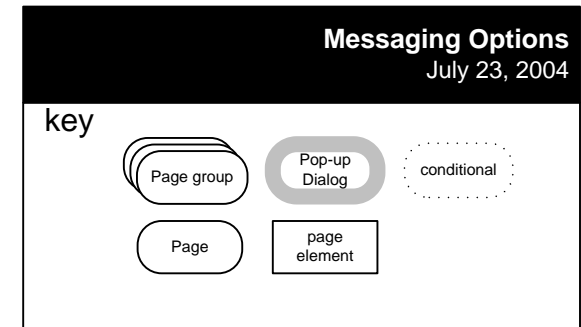 Messaging Options
July 23, 2004
key
Page group
Pop-up
Dialog
conditional
Page
page
element